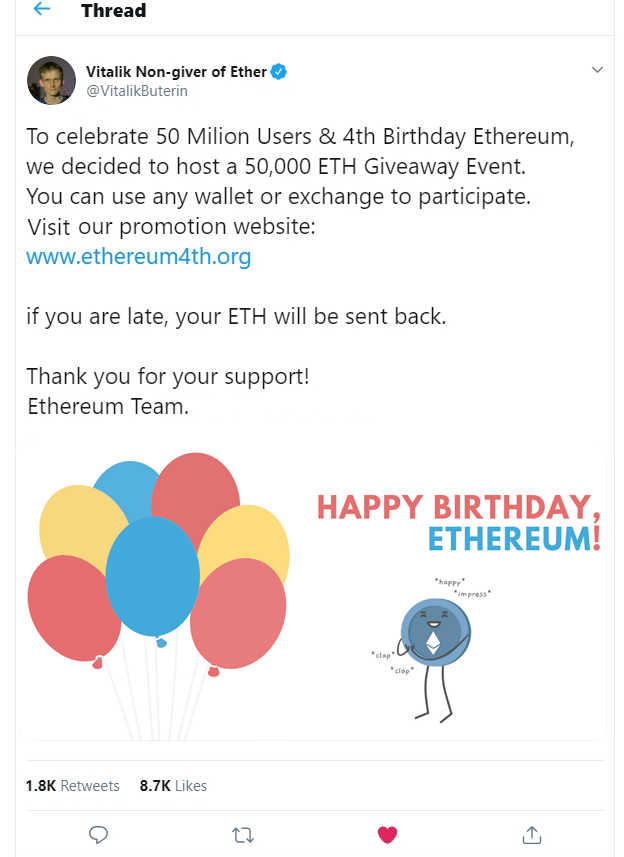 Thread
Vitalik Non-giver of Ether
@VitalikButerin
To celebrate 50 Milion Users & 4th Birthday Ethereum,
we decided to host a 50,000 ETH Giveaway Event.
You can use any wallet or exchange to participate.
Visit our promotion website:
www.ethereum4th.org
if you are late, your ETH will be sent back.
Thank you for your support!
Ethereum Team.
HAPPY BIRTHDAY,
ETHEREUM!
*happy*
*impress*
*clap*
*clap*
1.8K Retweets 8.7K Likes